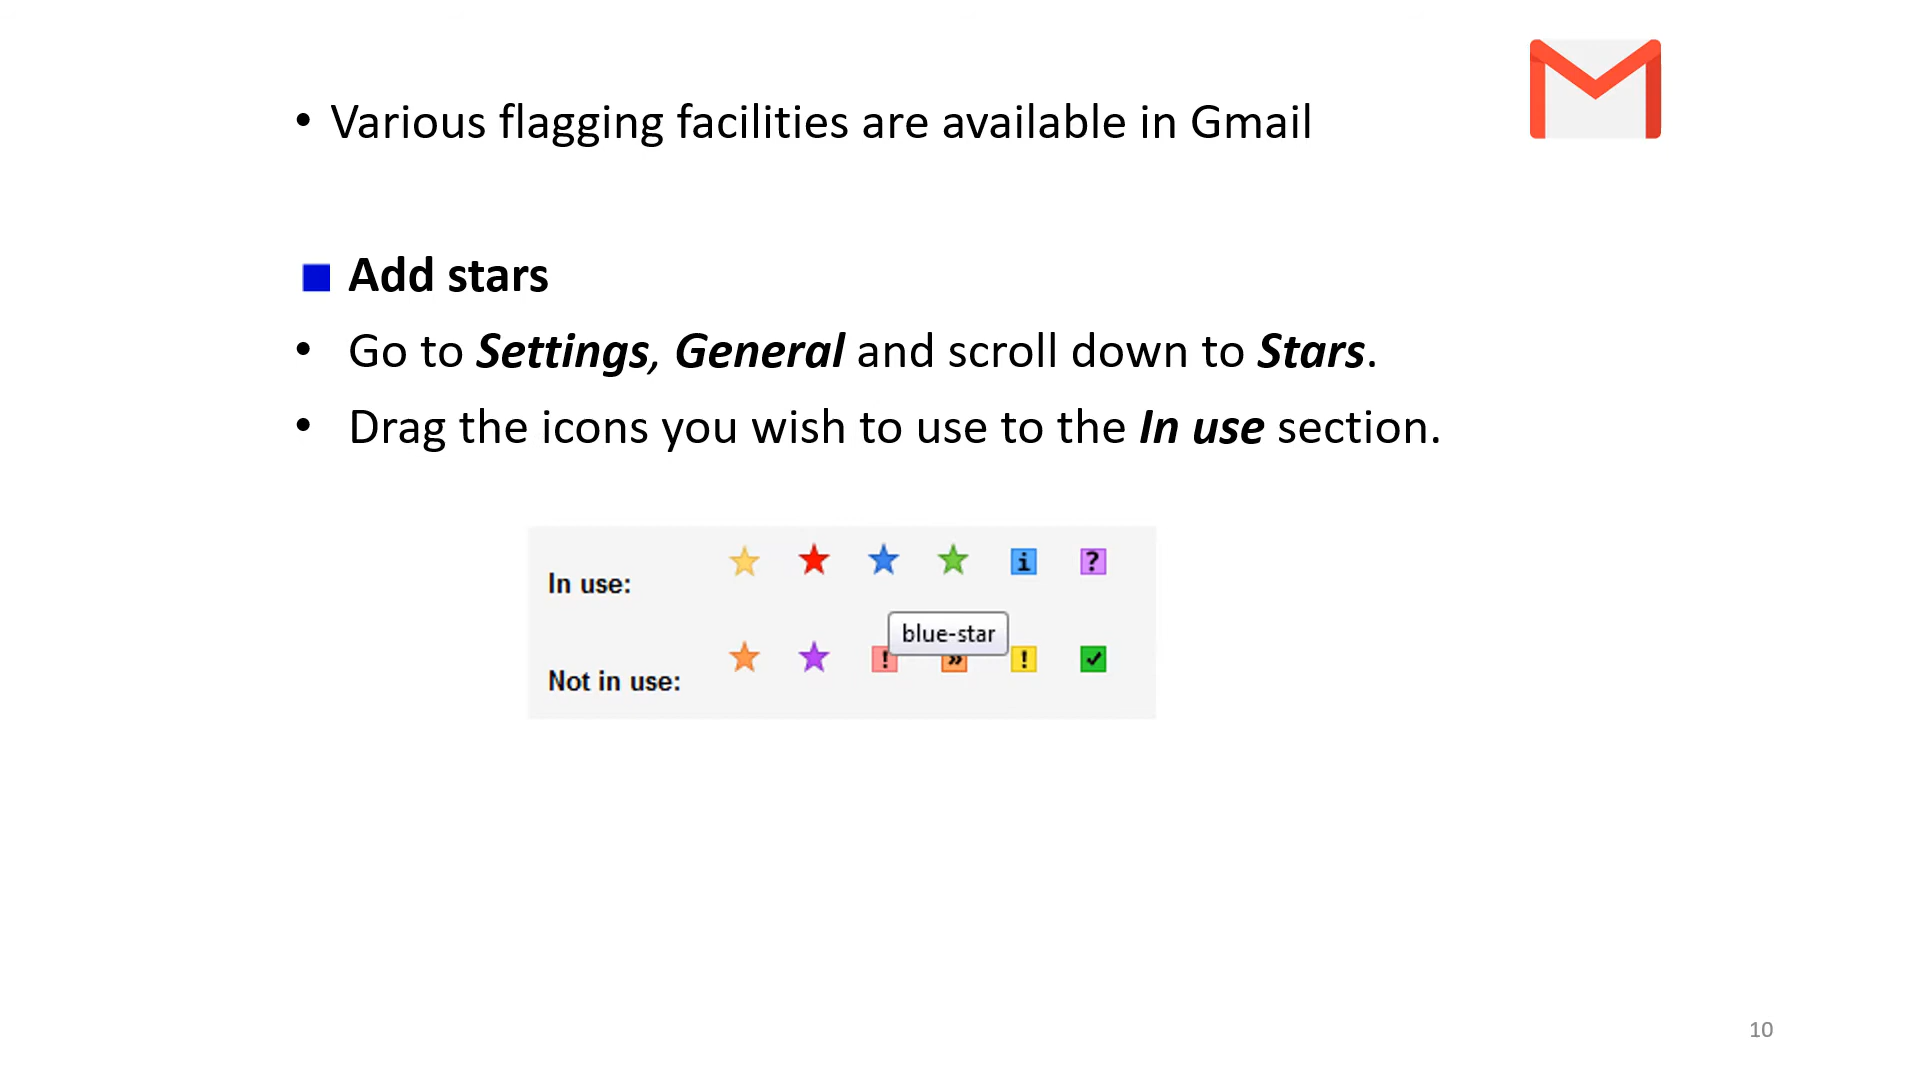 • Various flagging facilities are available in Gmail
Add stars
• Go to Settings, General and scroll down to Stars.
• Drag the icons you wish to use to the In use section.
In use:
i ?
blue-star
Not in use:
! » ! ✓
10